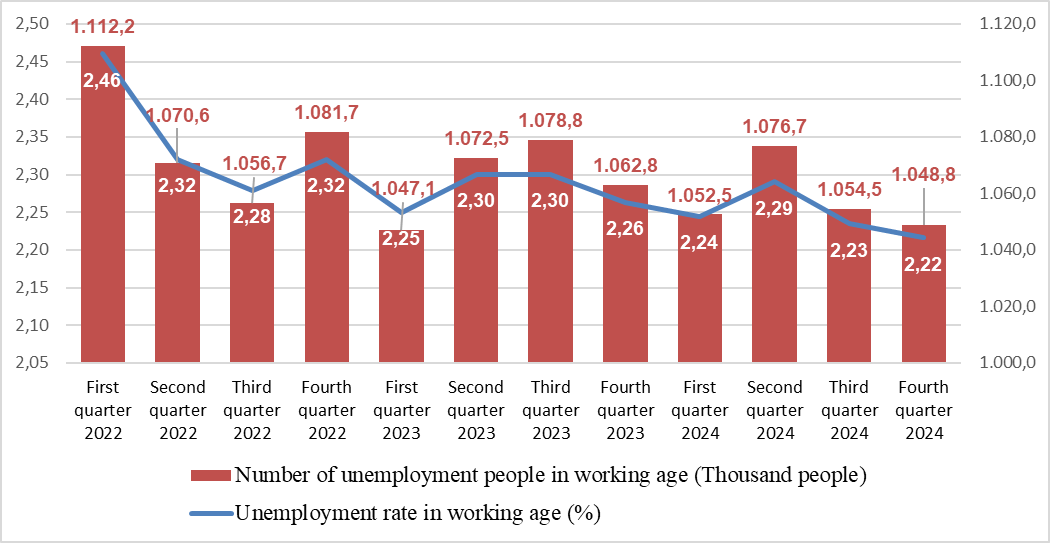 2,50
2,45
2,40
2,35
2,30
2,25
2,20
2,15
2,10
2,05
1.120,0
1.100,0
1.080,0
1.060,0
1.040,0
1.020,0
1.000,0
1.112,2
1.070,6
1.056,7
1.081,7
1.047,1
1.072,5
1.078,8
1.062,8
1.052,5
1.076,7
1.054,5
1.048,8
2,46
2,32
2,28
2,32
2,25
2,30
2,30
2,26
2,24
2,29
2,23
2,22
First quarter 2022
Second quarter 2022
Third quarter 2022
Fourth quarter 2022
First quarter 2023
Second quarter 2023
Third quarter 2023
Fourth quarter 2023
First quarter 2024
Second quarter 2024
Third quarter 2024
Fourth quarter 2024
Number of unemployment people in working age (Thousand people)
Unemployment rate in working age (%)